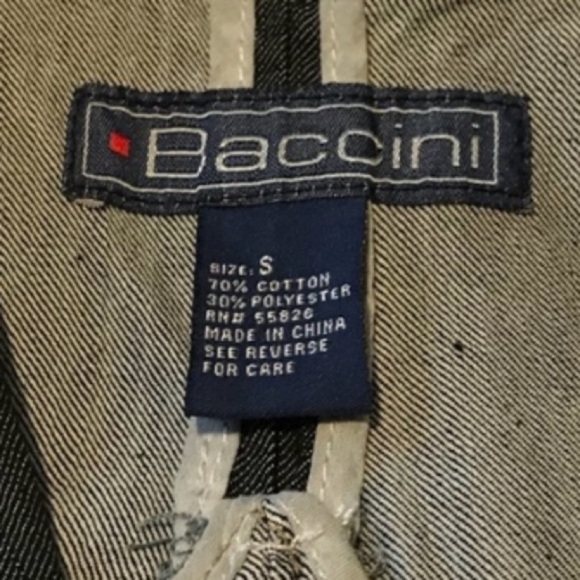 Baccini
SIZE: S
70% COTTON
30% POLYESTER
RN# 55826
MADE IN CHINA
SEE REVERSE
FOR CARE